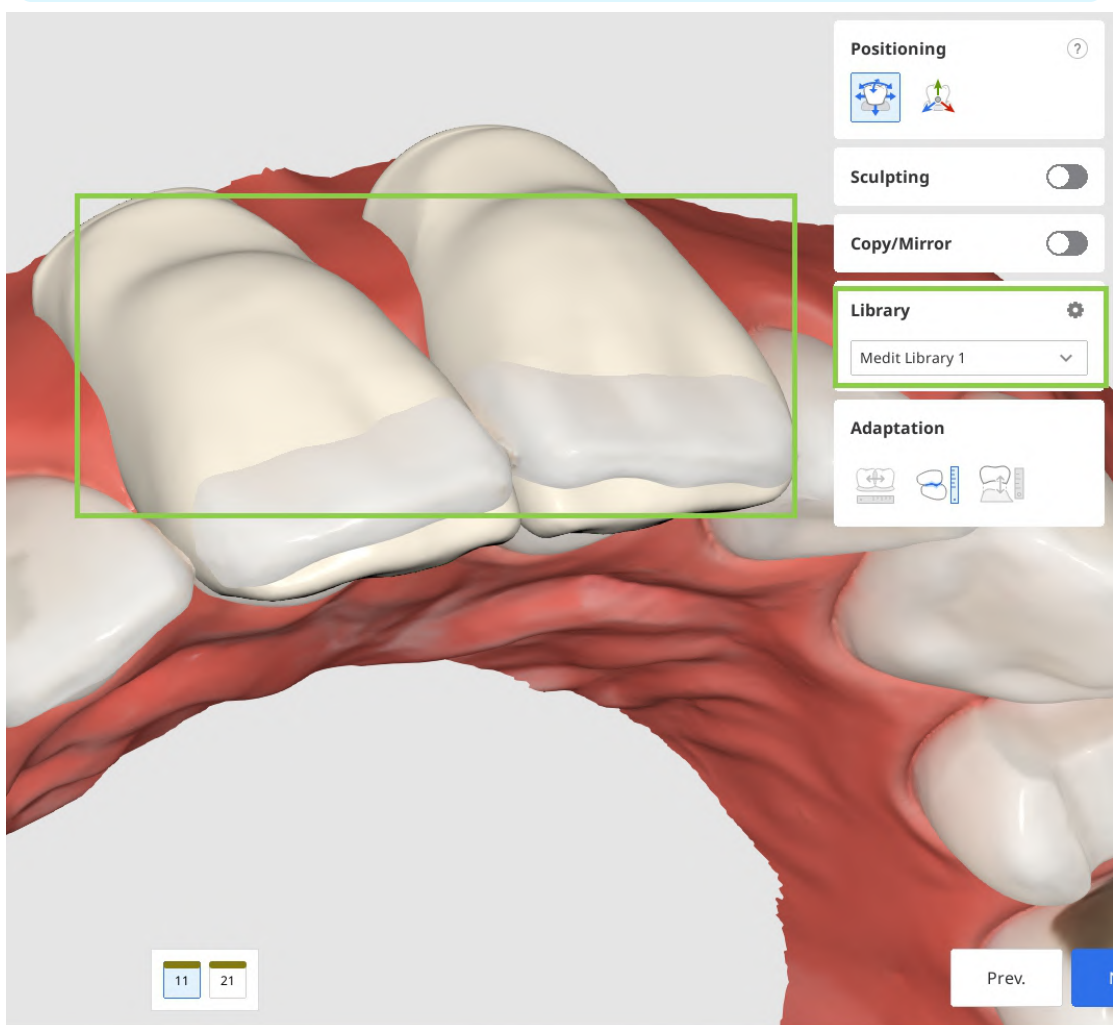 Positioning
?
Sculpting
Copy/Mirror
Library
Medit Library 1
Adaptation
11 21
Prev.